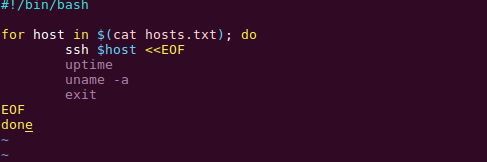 #!/bin/bash
for host in $(cat hosts.txt); do
        ssh $host <<EOF
        uptime
        uname -a
        exit
EOF
done
~
~